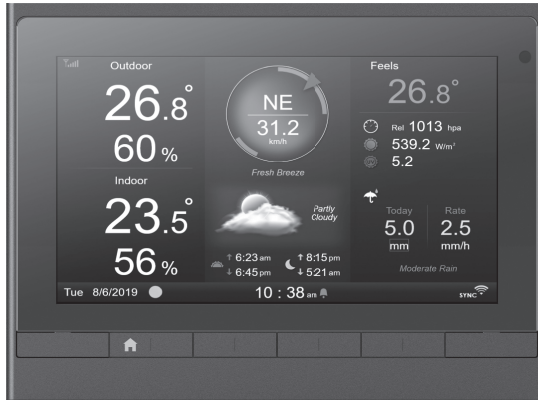 Outdoor
26.8°
60 %
Indoor
23.5°
56 %
NE
31.2
km/h
Fresh Breeze
Partly
Cloudy
↑ 6:23 am
↓ 6:45 pm
↑ 8:15 pm
↓ 5:21 am
Feels
26.8°
Rel 1013 hpa
539.2 W/m²
5.2
Today
5.0
mm
Rate
2.5
mm/h
Moderate Rain
Tue 8/6/2019
10 : 38 am
SYNC